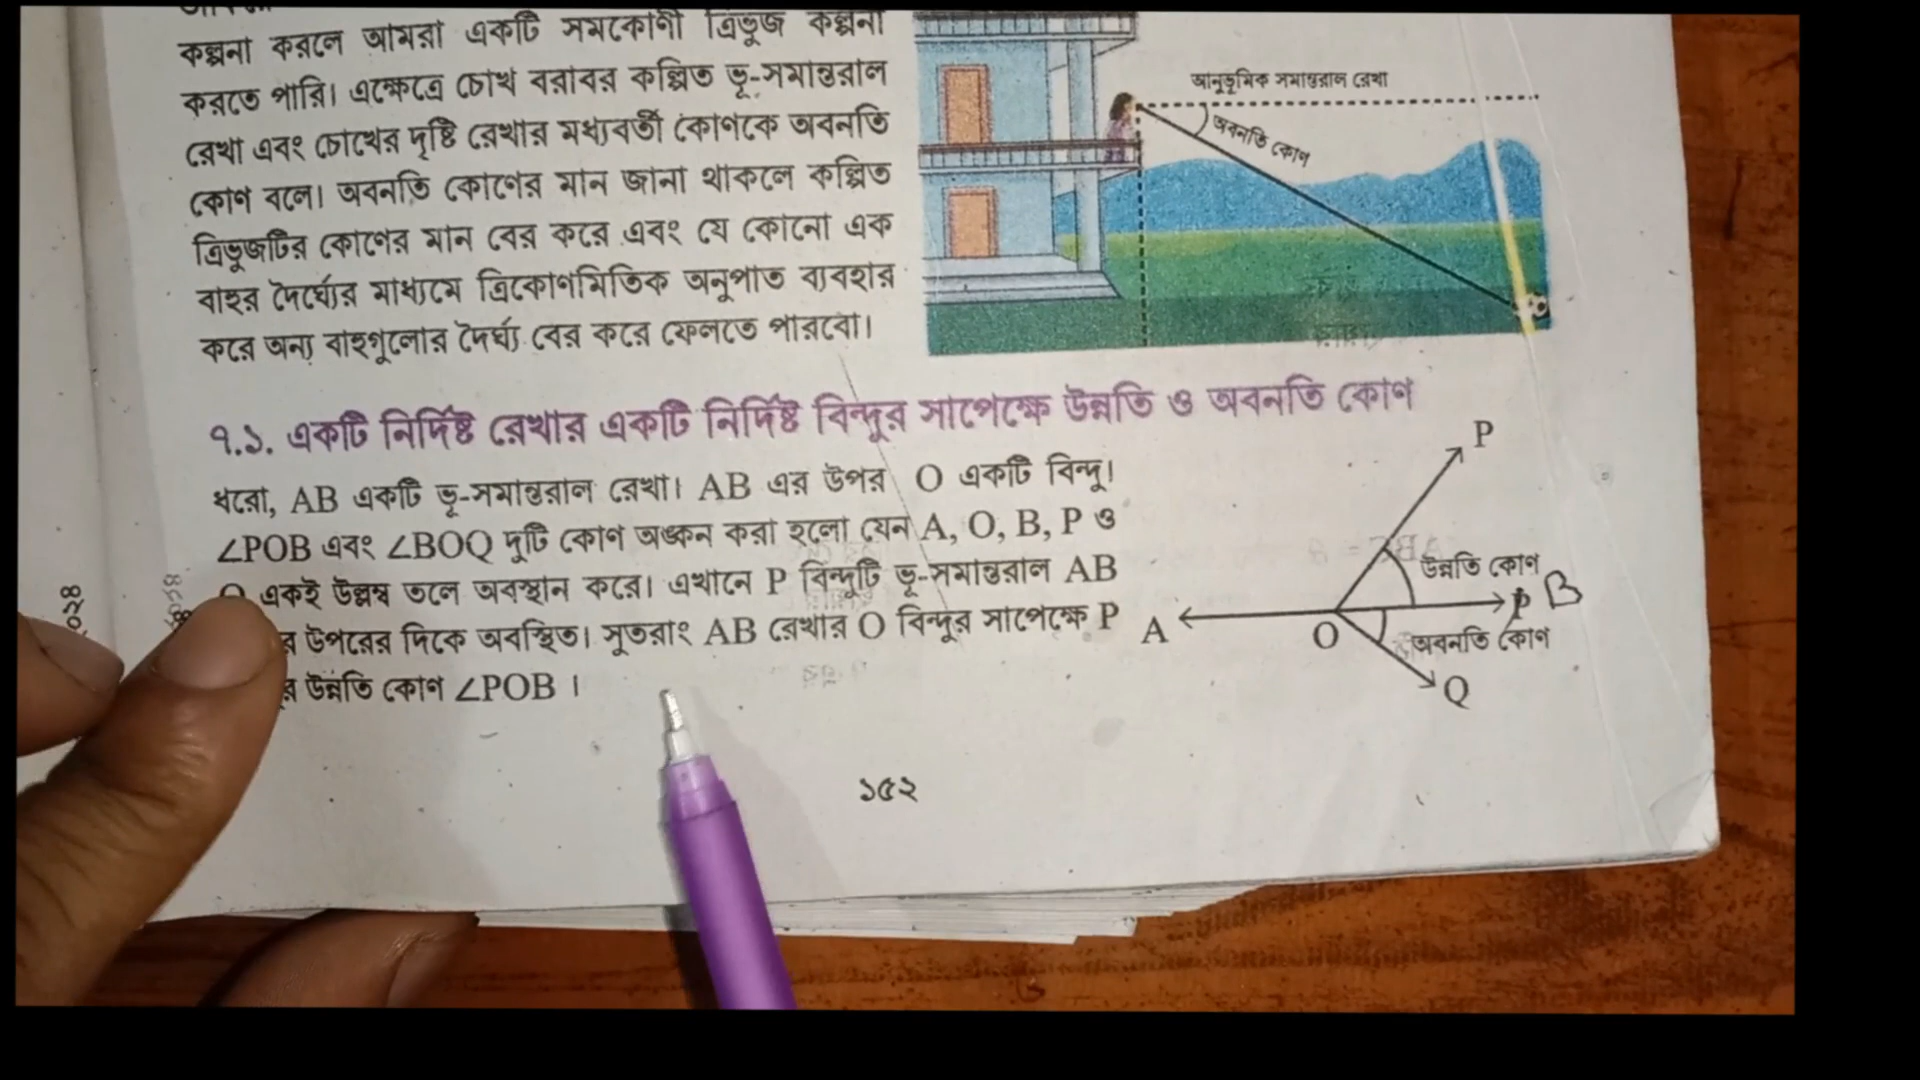 কল্পনা করলে আমরা একটি সমকোণী ত্রিভুজ কল্পনা
করতে পারি। এক্ষেত্রে চোখ বরাবর কল্পিত ভূ-সমান্তরাল
রেখা এবং চোখের দৃষ্টি রেখার মধ্যবর্তী কোণকে অবনতি
কোণ বলে। অবনতি কোণের মান জানা থাকলে কল্পিত
ত্রিভুজটির কোণের মান বের করে এবং যে কোনো এক
বাহুর দৈর্ঘ্যের মাধ্যমে ত্রিকোণমিতিক অনুপাত ব্যবহার
করে অন্য বাহুগুলোর দৈর্ঘ্য বের করে ফেলতে পারবো।
আনুভূমিক সমান্তরাল রেখা
অবনতি কোণ
৭.১. একটি নির্দিষ্ট রেখার একটি নির্দিষ্ট বিন্দুর সাপেক্ষে উন্নতি ও অবনতি কোণ
ধরো, AB একটি ভূ-সমান্তরাল রেখা। AB এর উপর O একটি বিন্দু।
∠POB এবং ∠BOQ দুটি কোণ অঙ্কন করা হলো যেন A, O, B, P ও
একই উল্লম্ব তলে অবস্থান করে। এখানে P বিন্দুটি ভূ-সমান্তরাল AB
র উপরের দিকে অবস্থিত। সুতরাং AB রেখার O বিন্দুর সাপেক্ষে P
র উন্নতি কোণ ∠POB ।
P
উন্নতি কোণ
A
O
P B
অবনতি কোণ
Q
১৫২